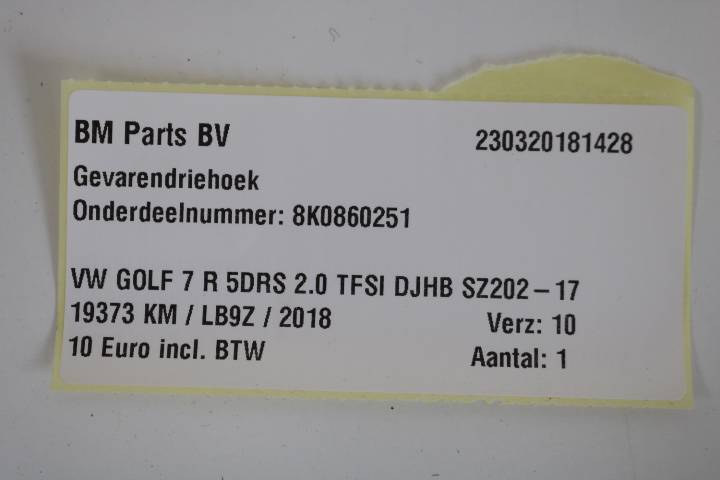 BM Parts BV 230320181428
Gevarendriehoek
Onderdeelnummer: 8K0860251
VW GOLF 7 R 5DRS 2.0 TFSI DJHB SZ202-17
19373 KM / LB9Z / 2018 Verz: 10
10 Euro incl. BTW Aantal: 1